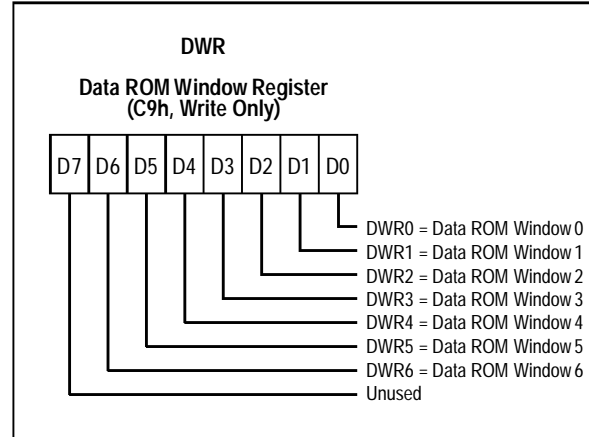 DWR
Data ROM Window Register
(C9h, Write Only)
D7 D6 D5 D4 D3 D2 D1 D0
DWR0 = Data ROM Window 0
DWR1 = Data ROM Window 1
DWR2 = Data ROM Window 2
DWR3 = Data ROM Window 3
DWR4 = Data ROM Window 4
DWR5 = Data ROM Window 5
DWR6 = Data ROM Window 6
Unused